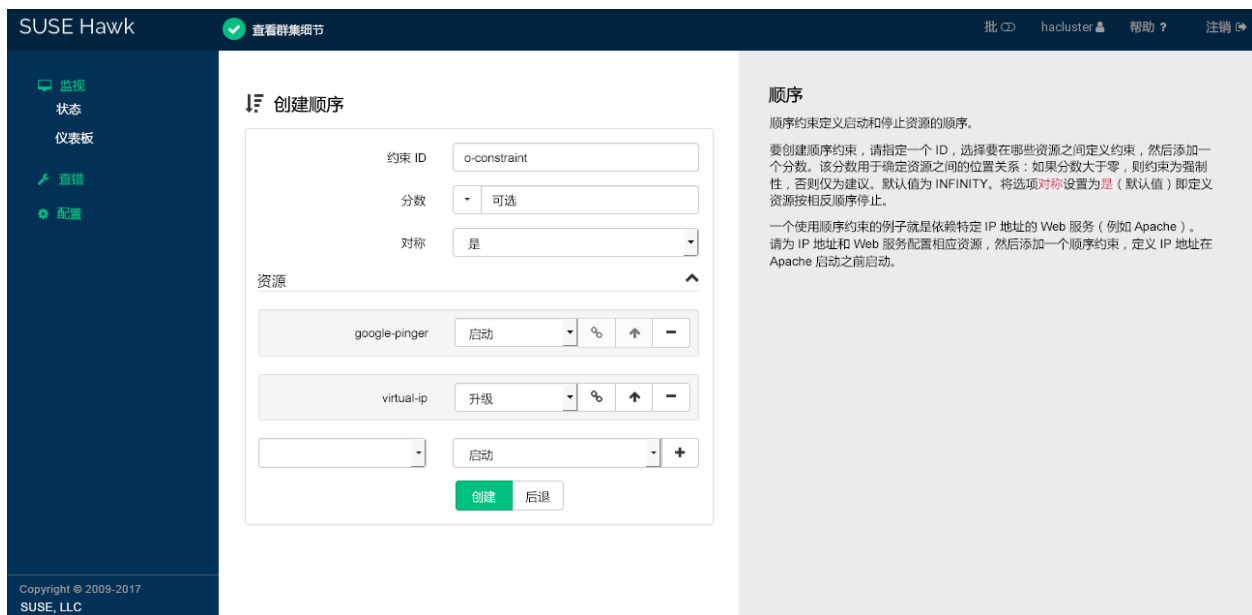 SUSE Hawk
查看群集细节
批
hacluster
帮助 ?
注销
监视
状态
仪表板
查错
配置
Copyright © 2009-2017
SUSE, LLC
创建顺序
约束 ID
o-constraint
分数
可选
对称
是
资源
google-pinger
启动
virtual-ip
升级
启动
创建
后退
顺序
顺序约束定义启动和停止资源的顺序。
要创建顺序约束，请指定一个 ID，选择要在哪些资源之间定义约束，然后添加一
个分数。该分数用于确定资源之间的位置关系：如果分数大于零，则约束为强制
性，否则仅为建议。默认值为 INFINITY。将选项对称设置为是（默认值）即定义
资源按相反顺序停止。
一个使用顺序约束的例子就是依赖特定 IP 地址的 Web 服务（例如 Apache）。
请为 IP 地址和 Web 服务配置相应资源，然后添加一个顺序约束，定义 IP 地址在
Apache 启动之前启动。